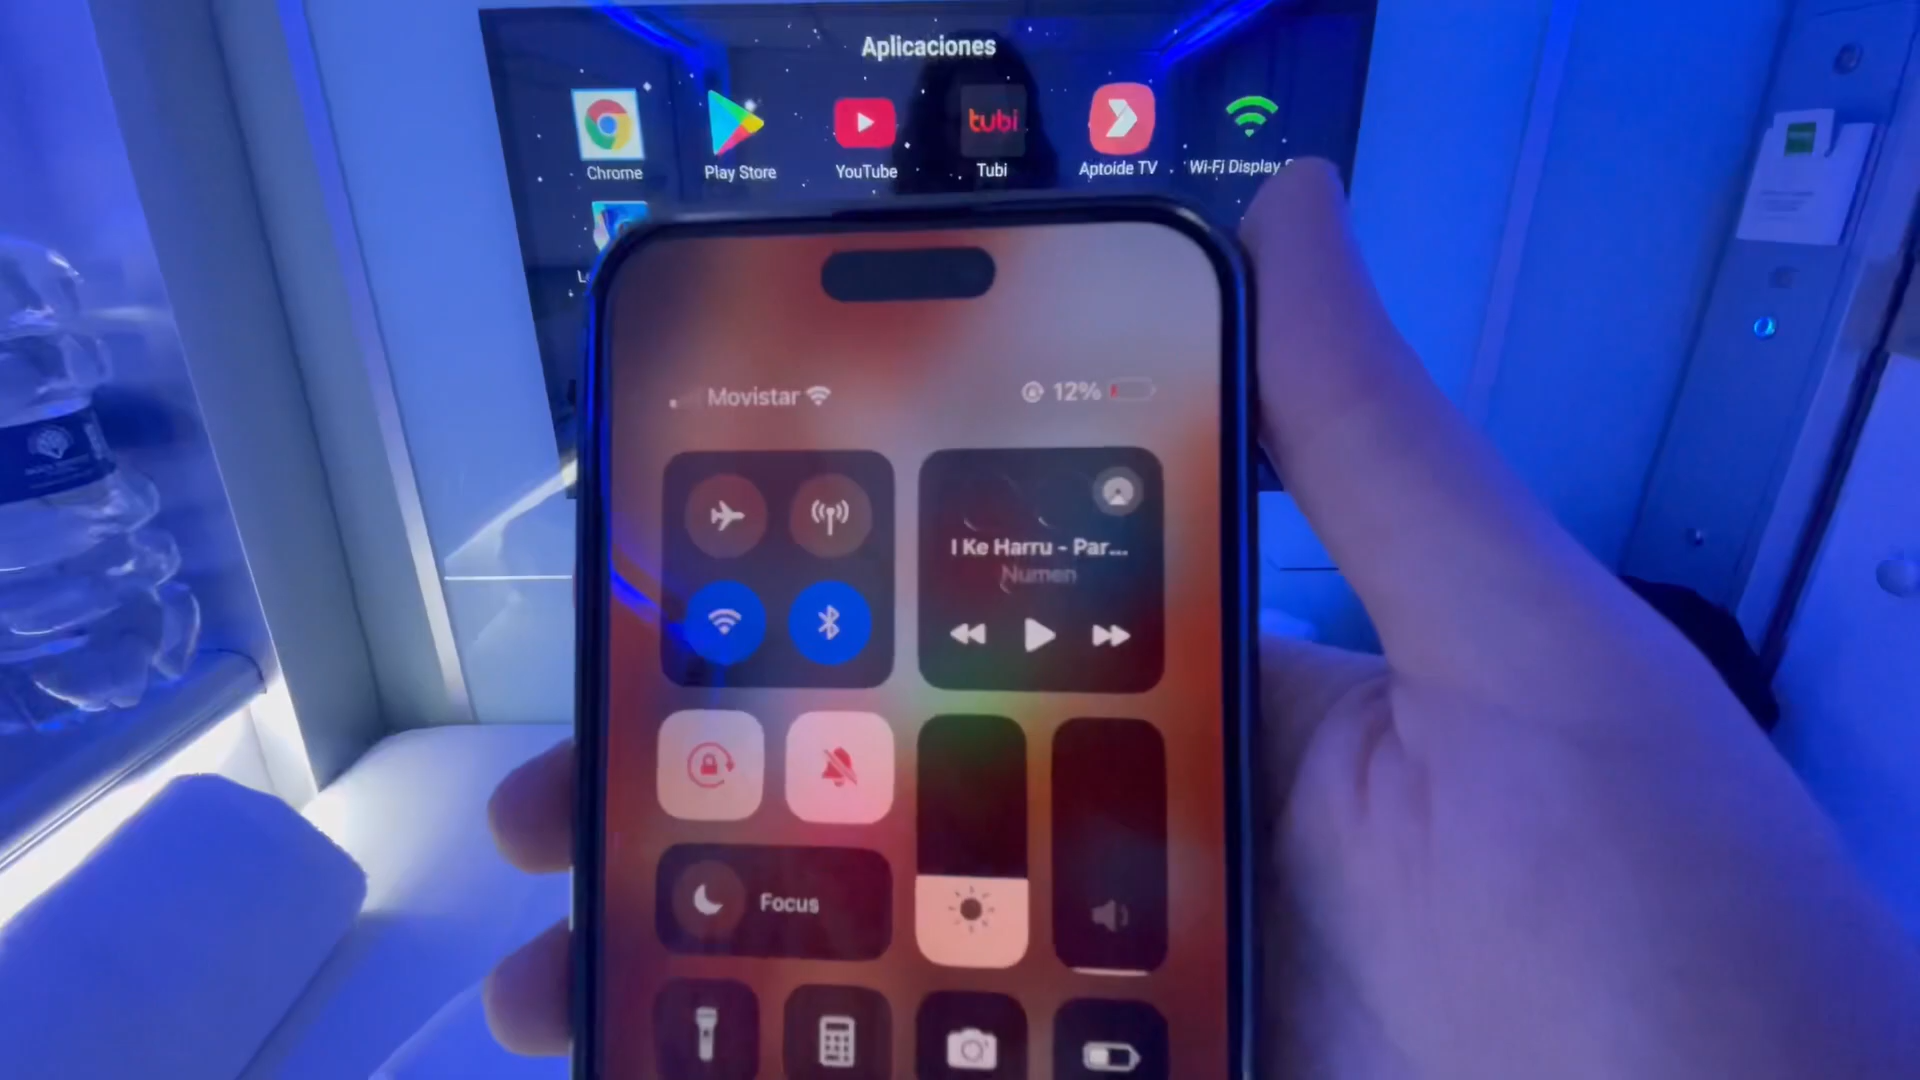 Aplicaciones
Chrome
Play Store
YouTube
tubi
Tubi
Aptoide TV
Wi-Fi Display
Movistar
12%
I Ke Harru - Par...
Numen
Focus